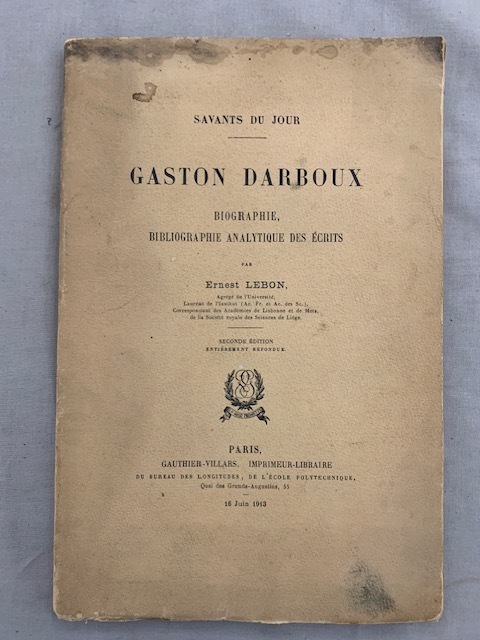 SAVANTS DU JOUR
GASTON DARBOUX
BIOGRAPHIE,
BIBLIOGRAPHIE ANALYTIQUE DES ÉCRITS
PAR
Ernest LEBON,
Agrégé de l'Université,
Lauréat de l'Institut (Ac. Fr. et Ac. des Sc.),
Correspondant des Académies de Lisbonne et de Metz,
de la Société royale des Sciences de Liége.
SECONDE ÉDITION
ENTIÈREMENT REFONDUE.
PARIS,
GAUTHIER-VILLARS, IMPRIMEUR-LIBRAIRE
DU BUREAU DES LONGITUDES, DE L'ÉCOLE POLYTECHNIQUE,
Quai des Grands-Augustins, 55
16 Juin 1913